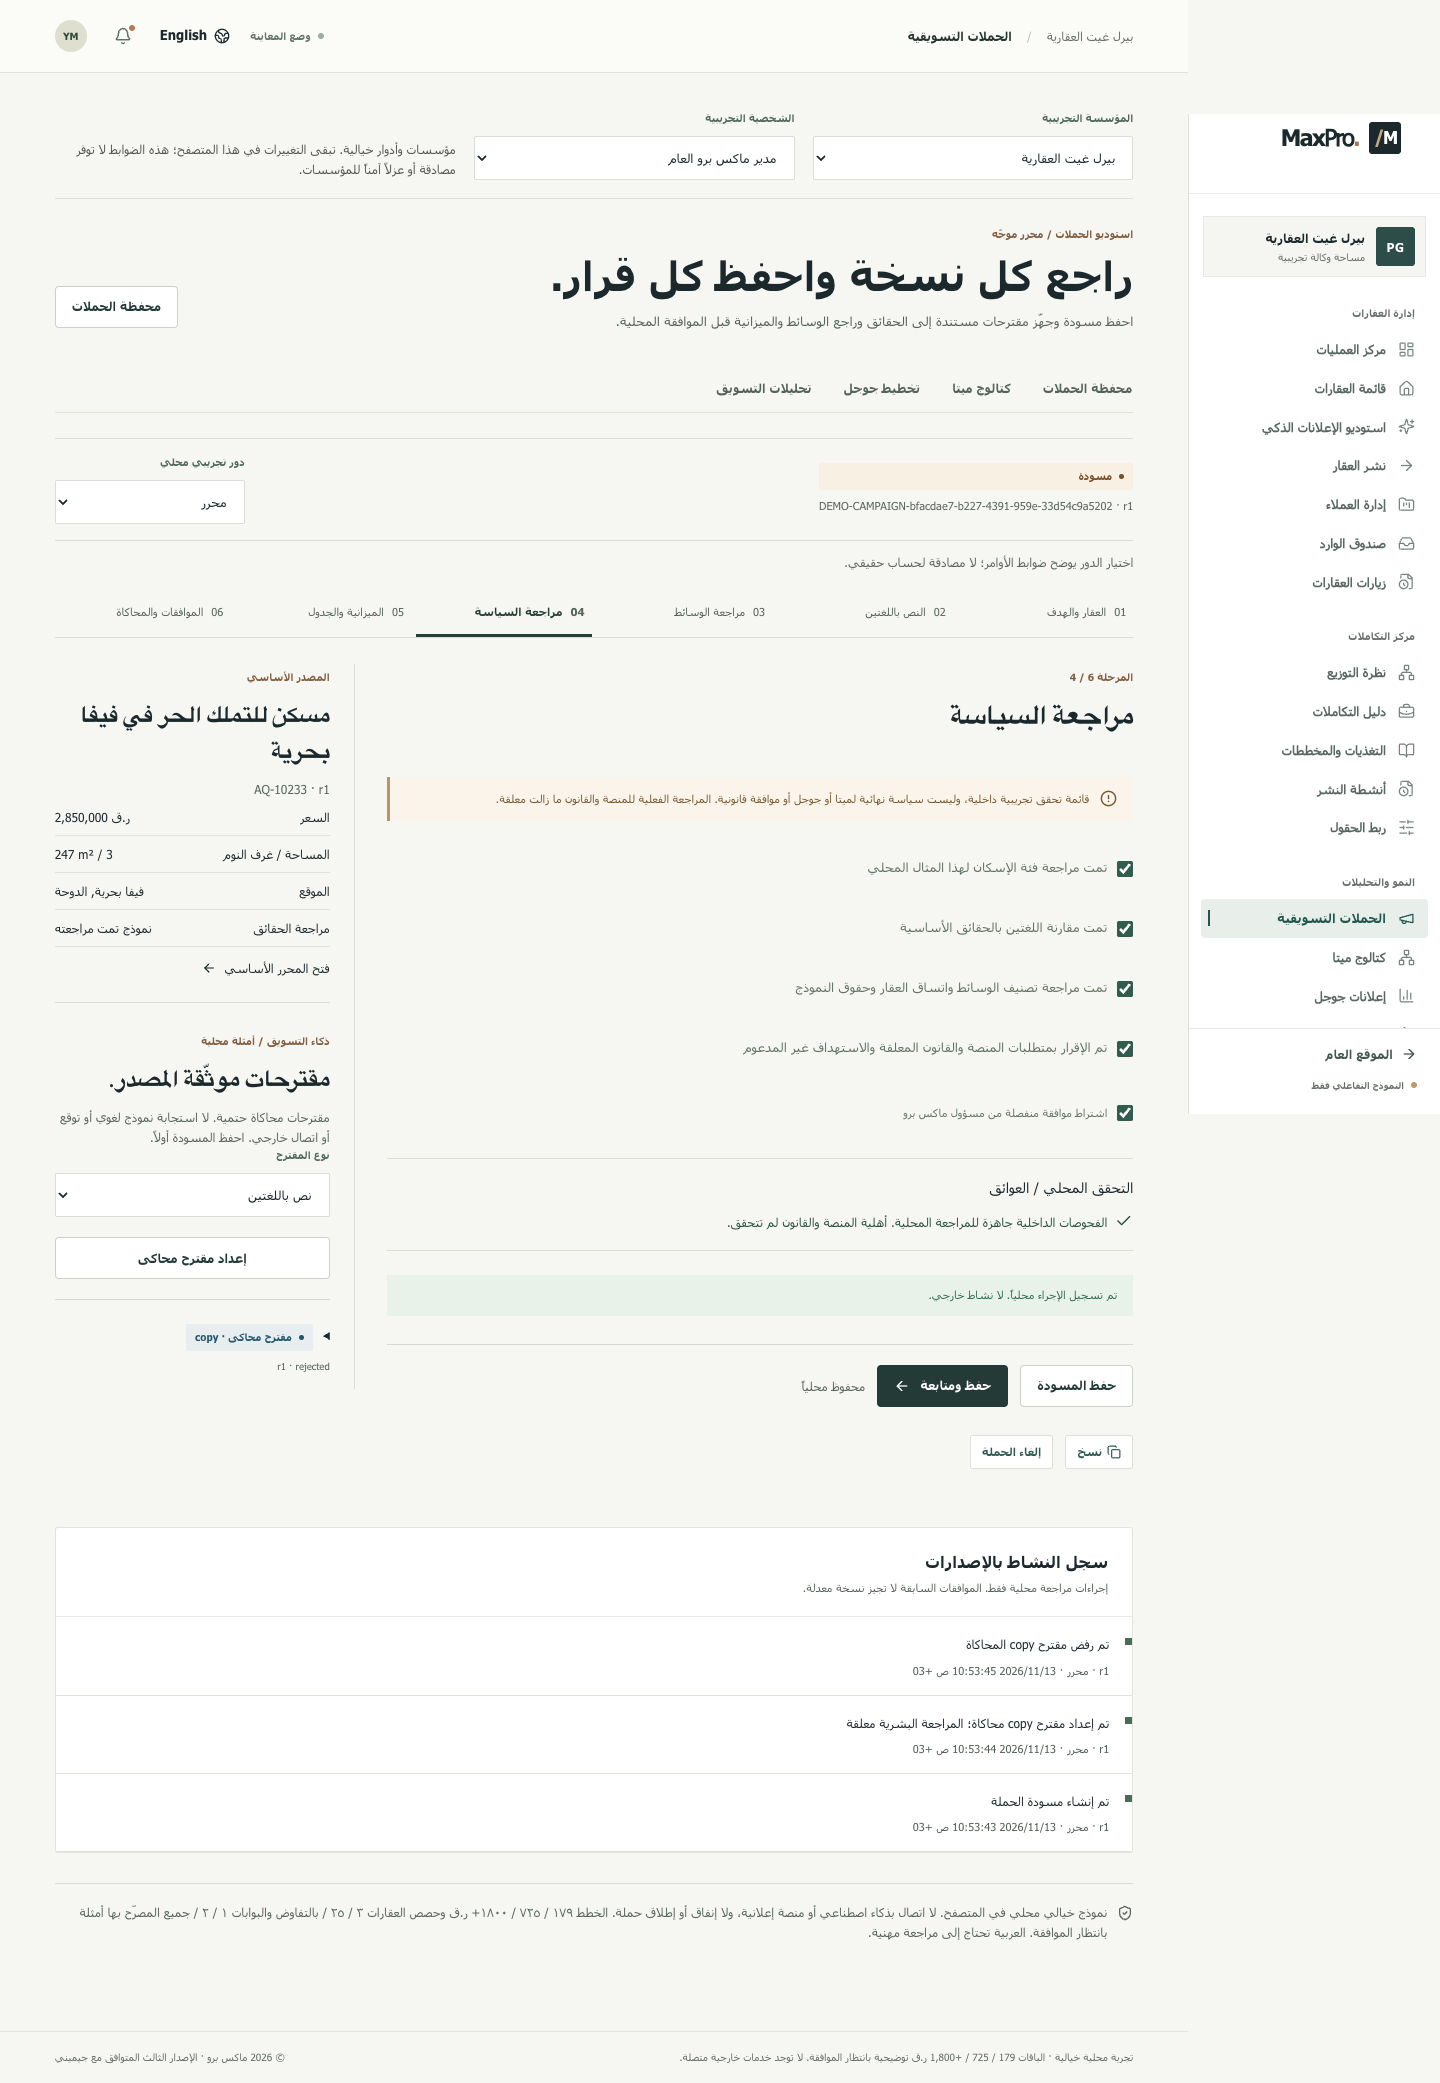 بيرل غيت العقارية / الحملات التسويقية
وضع المعاينة
English
YM
MaxPro. /M
PG
بيرل غيت العقارية
مساحة وكالة تجريبية
إدارة العقارات
مركز العمليات
قائمة العقارات
استوديو الإعلانات الذكي
نشر العقار
إدارة العملاء
صندوق الوارد
زيارات العقارات
مركز التكاملات
نظرة التوزيع
دليل التكاملات
التغذيات والمخططات
أنشطة النشر
ربط الحقول
النمو والتحليلات
الحملات التسويقية
كتالوج ميتا
إعلانات جوجل
الموقع العام
النموذج التفاعلي فقط
المؤسسة التجريبية
بيرل غيت العقارية
الشخصية التجريبية
مدير ماكس برو العام
مؤسسات وأدوار خيالية. تبقى التغييرات في هذا المتصفح؛ هذه الضوابط لا توفر
مصادقة أو عزلاً آمناً للمؤسسات.
استوديو الحملات / محرر موجّه
راجع كل نسخة واحفظ كل قرار.
احفظ مسودة وجهّز مقترحات مستندة إلى الحقائق وراجع الوسائط والميزانية قبل الموافقة المحلية.
محفظة الحملات
محفظة الحملات
كتالوج ميتا
تخطيط جوجل
تحليلات التسويق
مسودة
DEMO-CAMPAIGN-bfacdae7-b227-4391-959e-33d54c9a5202 · r1
دور تجريبي محلي
محرر
اختيار الدور يوضح ضوابط الأوامر؛ لا مصادقة لحساب حقيقي.
01 العقار والهدف
02 النص باللغتين
03 مراجعة الوسائط
04 مراجعة السياسة
05 الميزانية والجدول
06 الموافقات والمحاكاة
المرحلة 6 / 4
مراجعة السياسة
قائمة تحقق تجريبية داخلية، وليست سياسة نهائية لميتا أو جوجل أو موافقة قانونية. المراجعة الفعلية للمنصة والقانون ما زالت معلقة.
تمت مراجعة فئة الإسكان لهذا المثال المحلي
تمت مقارنة اللغتين بالحقائق الأساسية
تمت مراجعة تصنيف الوسائط واتساق العقار وحقوق النموذج
تم الإقرار بمتطلبات المنصة والقانون المعلقة والاستهداف غير المدعوم
اشتراط موافقة منفصلة من مسؤول ماكس برو
التحقق المحلي / العوائق
الفحوصات الداخلية جاهزة للمراجعة المحلية. أهلية المنصة والقانون لم تتحقق.
تم تسجيل الإجراء محلياً. لا نشاط خارجي.
حفظ المسودة
حفظ ومتابعة
محفوظ محلياً
نسخ
إلغاء الحملة
المصدر الأساسي
مسكن للتملك الحر في فيفا
بحرية
AQ-10233 · r1
السعر
ر.ق 2,850,000
المساحة / غرف النوم
247 m² / 3
الموقع
فيفا بحرية, الدوحة
مراجعة الحقائق
نموذج تمت مراجعته
فتح المحرر الأساسي
ذكاء التسويق / أمثلة محلية
مقترحات موثّقة المصدر.
مقترحات محاكاة حتمية. لا استجابة نموذج لغوي أو توقع
أو اتصال خارجي. احفظ المسودة أولاً.
نوع المقترح
نص باللغتين
إعداد مقترح محاكى
مقترح محاكى · copy
r1 · rejected
سجل النشاط بالإصدارات
إجراءات مراجعة محلية فقط. الموافقات السابقة لا تجيز نسخة معدلة.
تم رفض مقترح copy المحاكاة
r1 · محرر · 2026/11/13 10:53:45 ص +03
تم إعداد مقترح copy محاكاة؛ المراجعة البشرية معلقة
r1 · محرر · 2026/11/13 10:53:44 ص +03
تم إنشاء مسودة الحملة
r1 · محرر · 2026/11/13 10:53:43 ص +03
نموذج خيالي محلي في المتصفح. لا اتصال بذكاء اصطناعي أو منصة إعلانية، ولا إنفاق أو إطلاق حملة. الخطط ١٧٩ / ٧٢٥ / ١٨٠٠+ ر.ق وحصص العقارات ٣ / ٢٥ / بالتفاوض والبوابات ١ / ٢ / جميع المصرّح بها أمثلة
بانتظار الموافقة. العربية تحتاج إلى مراجعة مهنية.
تجربة محلية خيالية · الباقات 179 / 725 / +1,800 ر.ق توضيحية بانتظار الموافقة. لا توجد خدمات خارجية متصلة.
© 2026 ماكس برو · الإصدار الثالث المتوافق مع جيميني